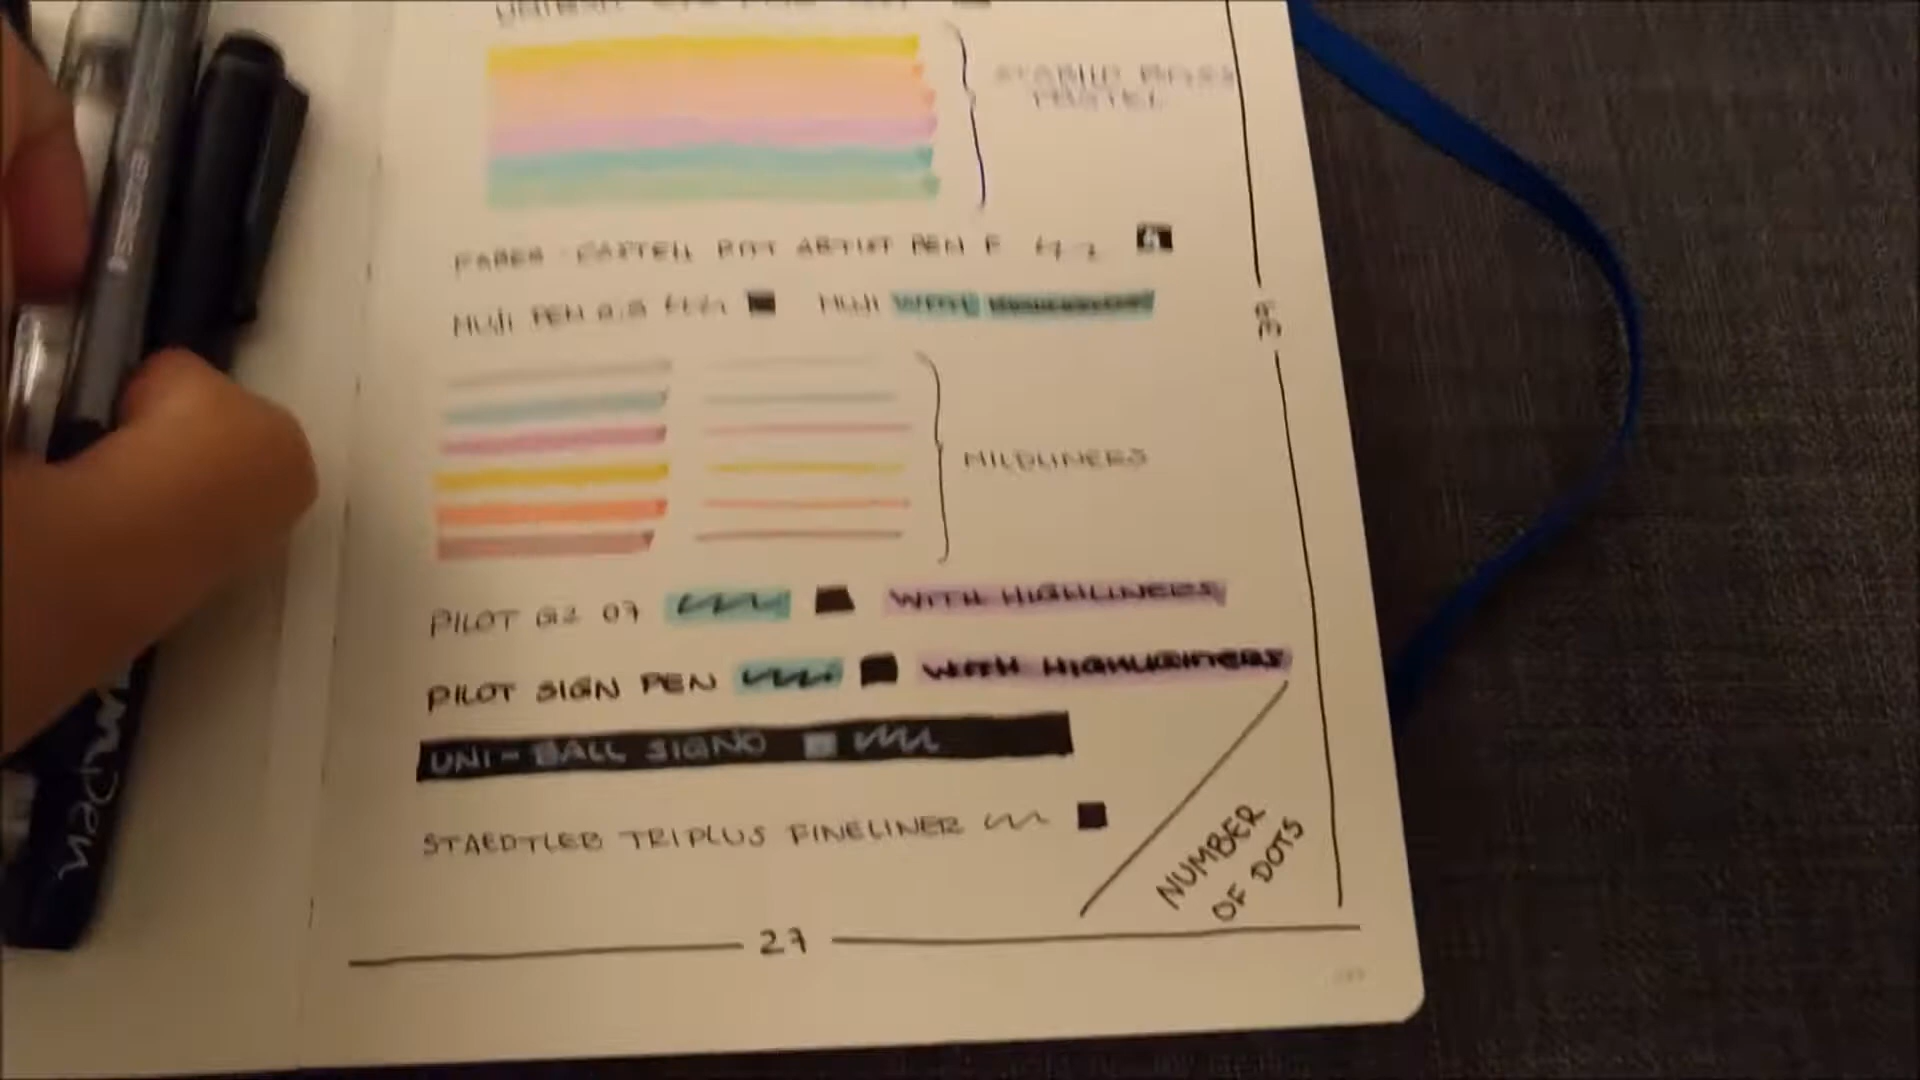 STABILO BOSS
PASTEL
FABER-CASTELL PITT ARTIST PEN F
MUJI PEN 0.5 MUJI WITH
MILDLINERS
PILOT G2 07 WITH HIGHLINERS
PILOT SIGN PEN WITH HIGHLIGHTERS
UNI-BALL SIGNO
STAEDTLER TRIPLUS FINELINER
39
NUMBER
OF DOTS
27